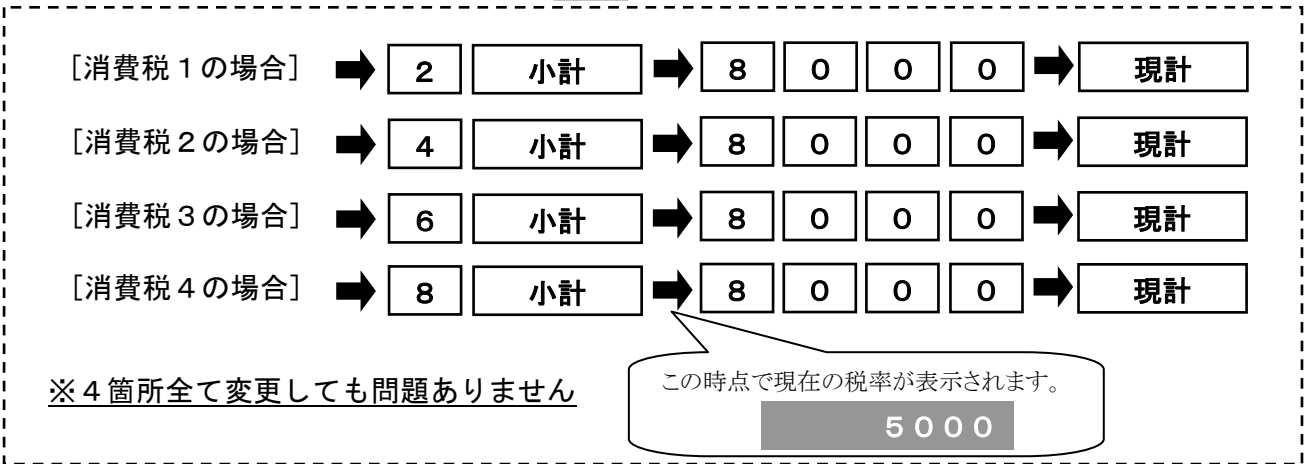 ［消費税１の場合］ ➡ ２ 小計 ➡ ８ ０ ０ ０ ➡ 現計
［消費税２の場合］ ➡ ４ 小計 ➡ ８ ０ ０ ０ ➡ 現計
［消費税３の場合］ ➡ ６ 小計 ➡ ８ ０ ０ ０ ➡ 現計
［消費税４の場合］ ➡ ８ 小計 ➡ ８ ０ ０ ０ ➡ 現計
この時点で現在の税率が表示されます。
※４箇所全て変更しても問題ありません
５０００